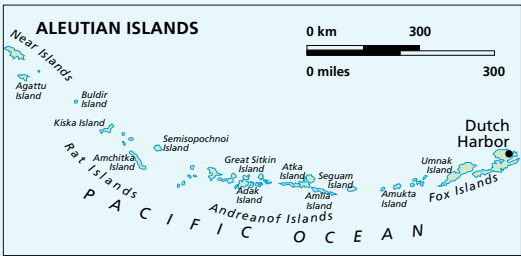 ALEUTIAN ISLANDS
0 km 300
0 miles 300
Near Islands
Agattu
Island
Buldir
Island
Kiska Island
Semisopochnoi
Island
Rat Islands
Amchitka
Island
Great Sitkin
Island
Adak
Island
Atka
Island
Seguam
Island
Amlia
Island
Andreanof Islands
Amukta
Island
Umnak
Island
Fox Islands
Dutch
Harbor
PACIFIC OCEAN